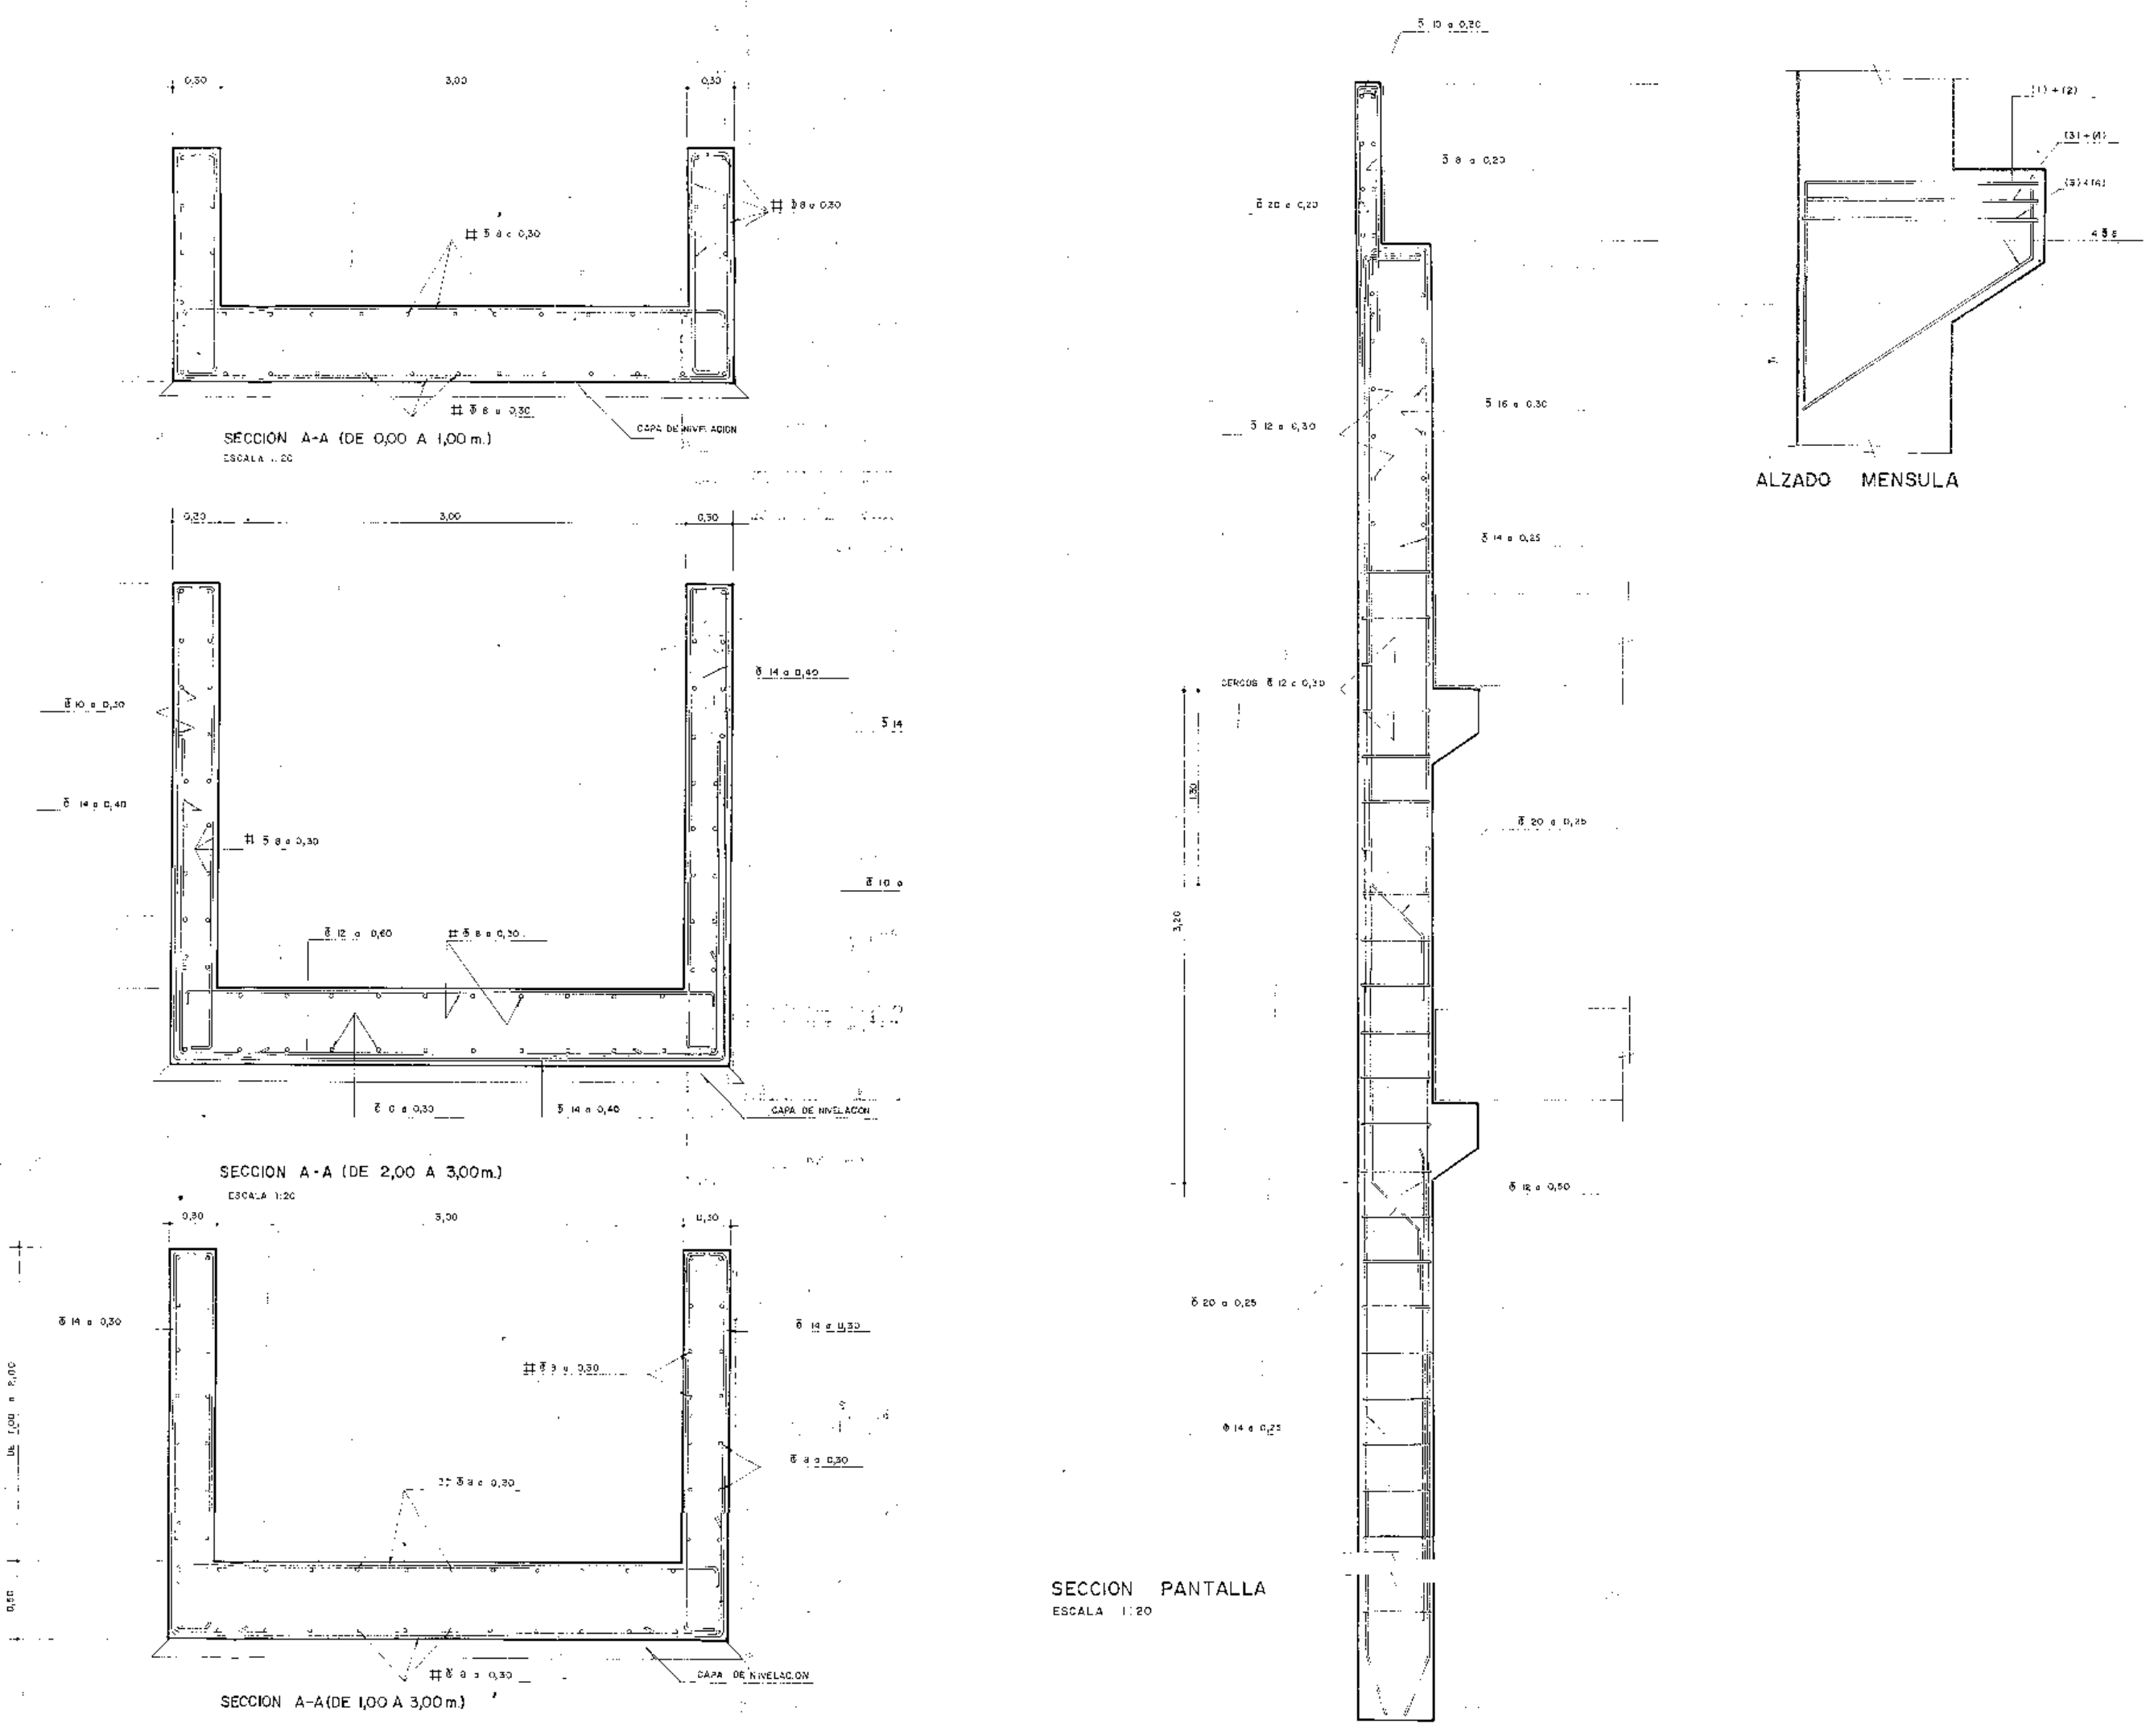 0,30
3,00
0,30
# Φ 8 a 0,30
# Φ 8 a 0,30
# Φ 8 a 0,30
CAPA DE NIVELACION
SECCION A-A (DE 0,00 A 1,00 m.)
ESCALA 1:20
3,00
0,30
Φ 14 a 0,40
Φ 10 a 0,30
Φ 14
Φ 14 a 0,40
# Φ 8 a 0,30
Φ 10 a
Φ 12 a 0,60
# Φ 8 a 0,30
Φ 14 a 0,40
CAPA DE NIVELACION
SECCION A-A (DE 2,00 A 3,00 m.)
ESCALA 1:20
0,30
3,00
0,30
Φ 14 a 0,30
Φ 14 a 0,30
Φ 8 a 0,30
0,30
CAPA DE NIVELACION
SECCION A-A (DE 1,00 A 3,00 m.)
Φ 10 a 0,20
Φ 8 a 0,20
Φ 20 a 0,20
Φ 16 a 0,30
Φ 12 a 0,30
Φ 14 a 0,25
CERCOS Φ 12 a 0,30
1,30
Φ 20 a 0,25
3,20
Φ 12 a 0,50
Φ 20 a 0,25
Φ 14 a 0,25
SECCION PANTALLA
ESCALA 1:20
(1) + (2)
(3) + (4)
(5) + (6)
ALZADO MENSULA